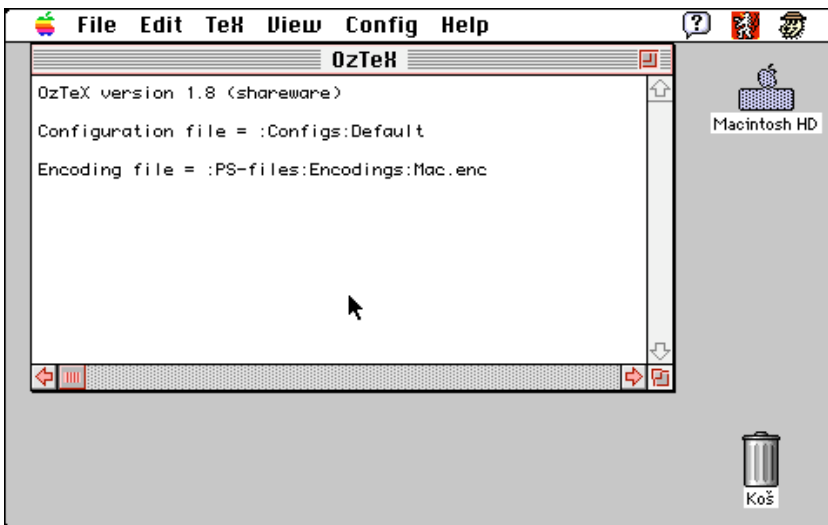 File Edit TeX View Config Help
OzTeX
OzTeX version 1.8 (shareware)
Configuration file = :Configs:Default
Encoding file = :PS-files:Encodings:Mac.enc
Macintosh HD
Koš